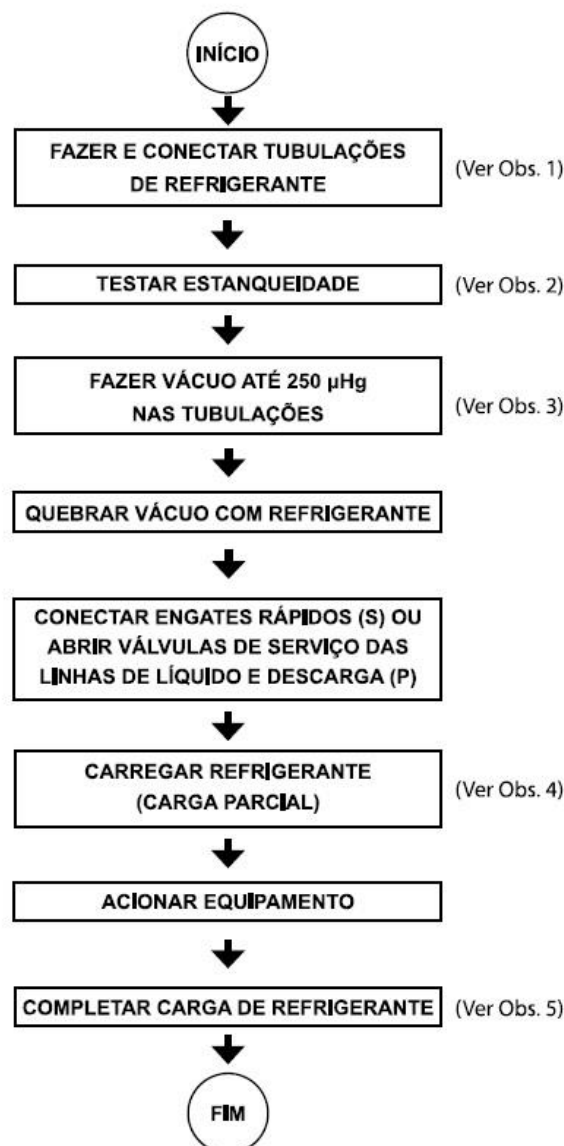 INÍCIO
FAZER E CONECTAR TUBULAÇÕES
DE REFRIGERANTE
(Ver Obs. 1)
TESTAR ESTANQUEIDADE
(Ver Obs. 2)
FAZER VÁCUO ATÉ 250 µHg
NAS TUBULAÇÕES
(Ver Obs. 3)
QUEBRAR VÁCUO COM REFRIGERANTE
CONECTAR ENGATES RÁPIDOS (S) OU
ABRIR VÁLVULAS DE SERVIÇO DAS
LINHAS DE LÍQUIDO E DESCARGA (P)
CARREGAR REFRIGERANTE
(CARGA PARCIAL)
(Ver Obs. 4)
ACIONAR EQUIPAMENTO
COMPLETAR CARGA DE REFRIGERANTE
(Ver Obs. 5)
FIM